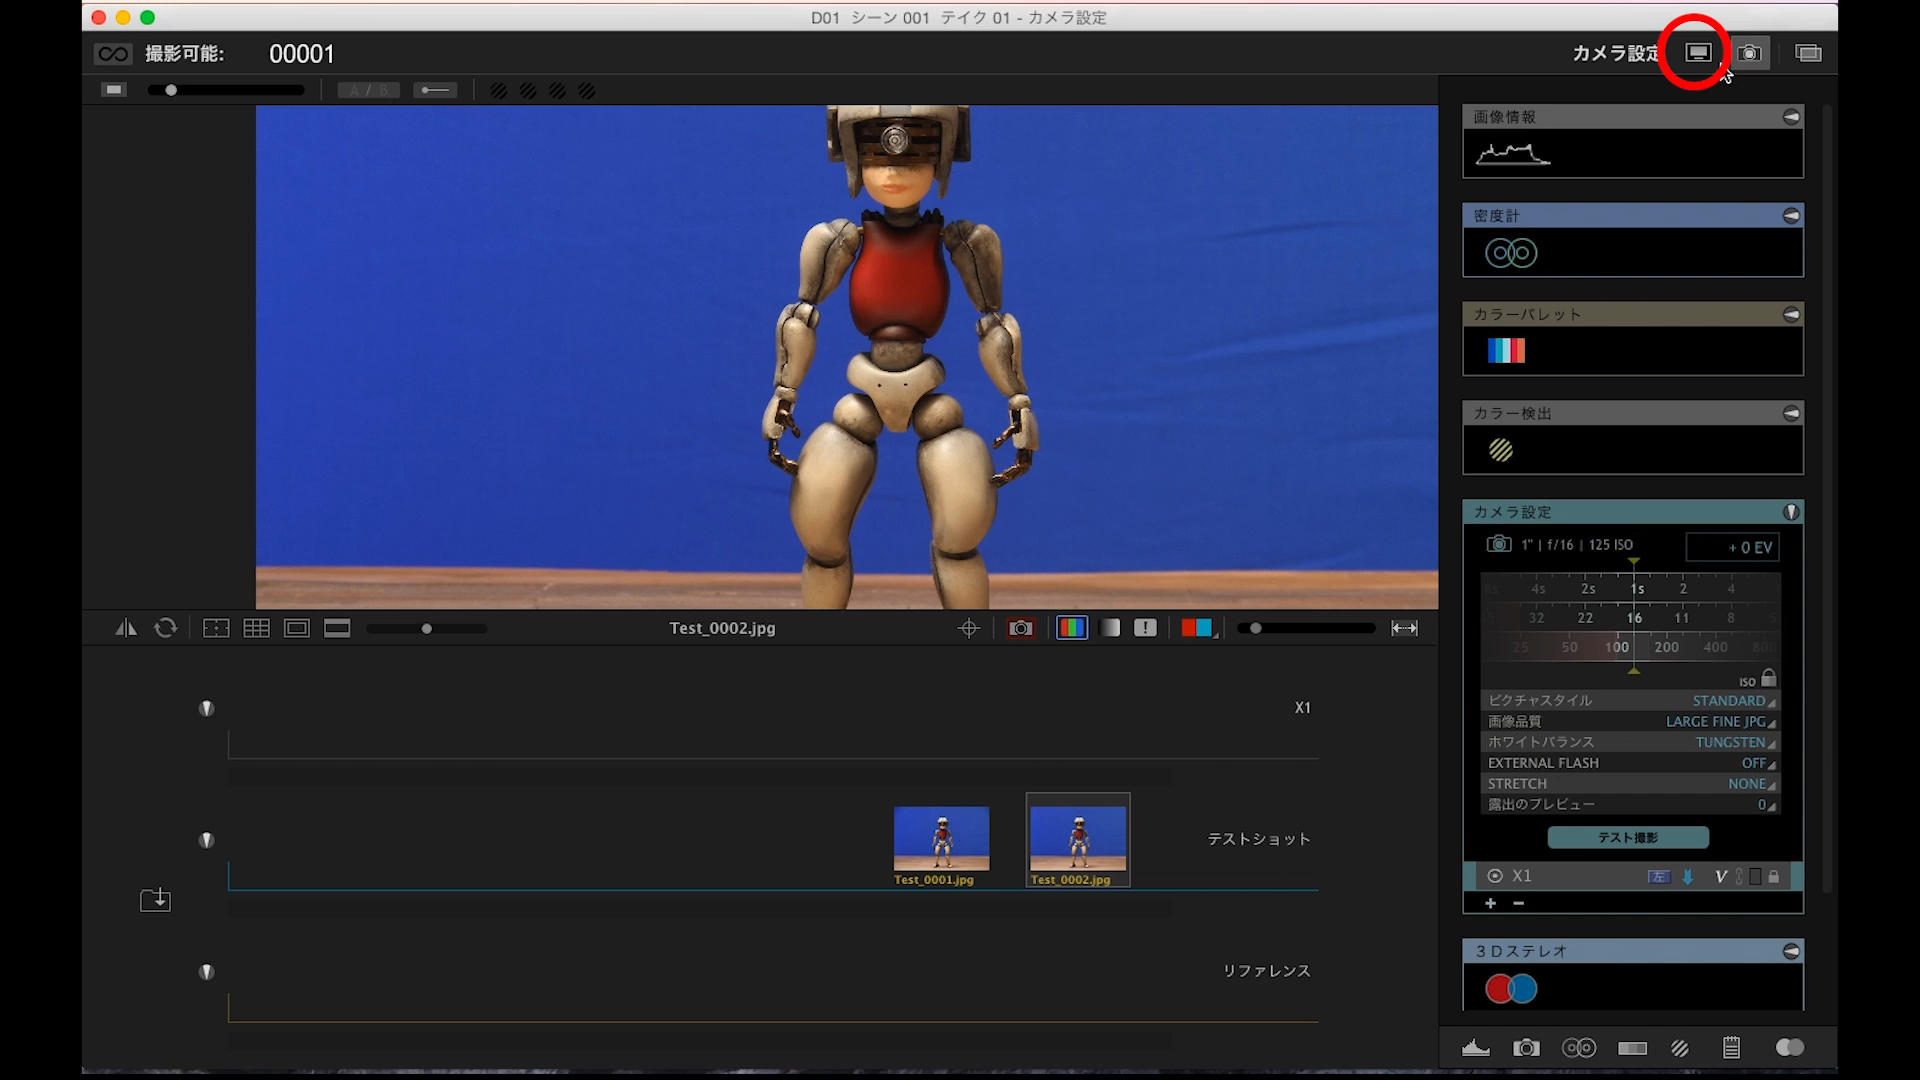 D01 シーン 001 テイク 01 - カメラ設定
撮影可能: 00001
カメラ設定
A / B
画像情報
密度計
カラーパレット
カラー検出
カメラ設定
1" | f/16 | 125 ISO
+ 0 EV
8s 4s 2s 1s 2 4
32 22 16 11 8
25 50 100 200 400 800
ISO
ピクチャスタイル STANDARD
画像品質 LARGE FINE JPG
ホワイトバランス TUNGSTEN
EXTERNAL FLASH OFF
STRETCH NONE
露出のプレビュー 0
テスト撮影
X1 左 V
+ −
3Dステレオ
Test_0002.jpg
X1
テストショット
Test_0001.jpg
Test_0002.jpg
リファレンス